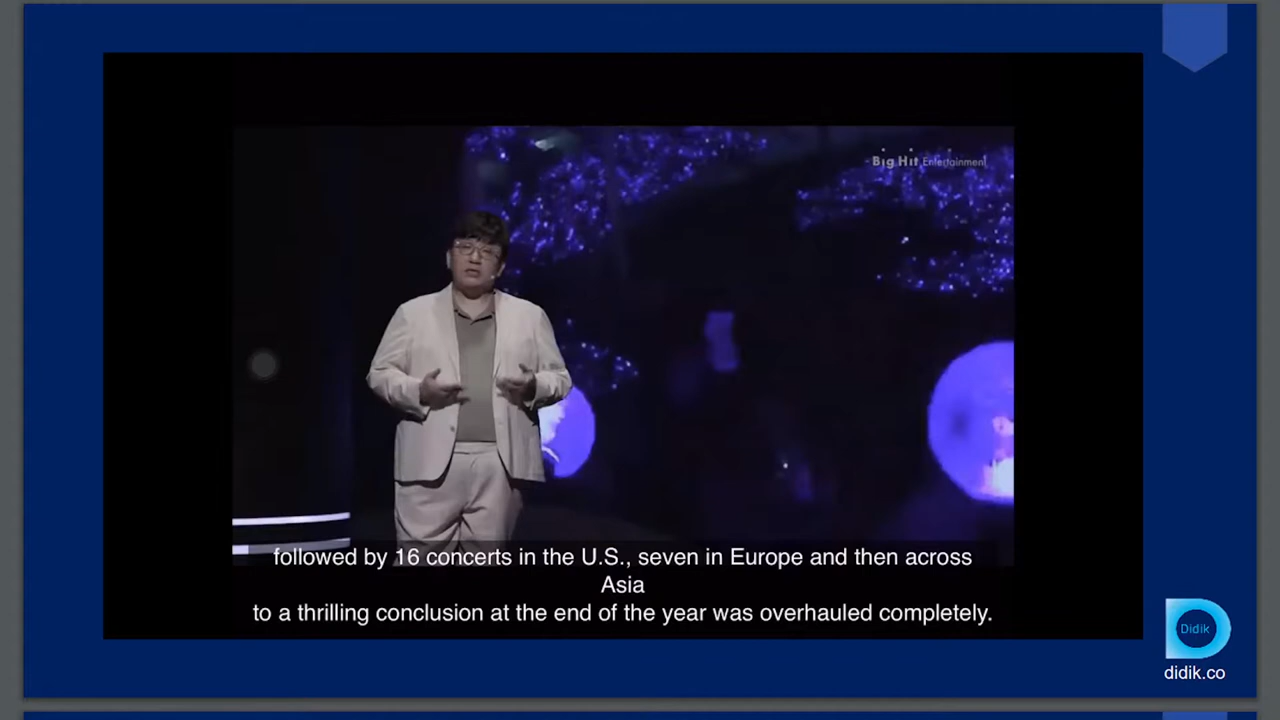 Big Hit Entertainment
followed by 16 concerts in the U.S., seven in Europe and then across
Asia
to a thrilling conclusion at the end of the year was overhauled completely.
Didik
didik.co